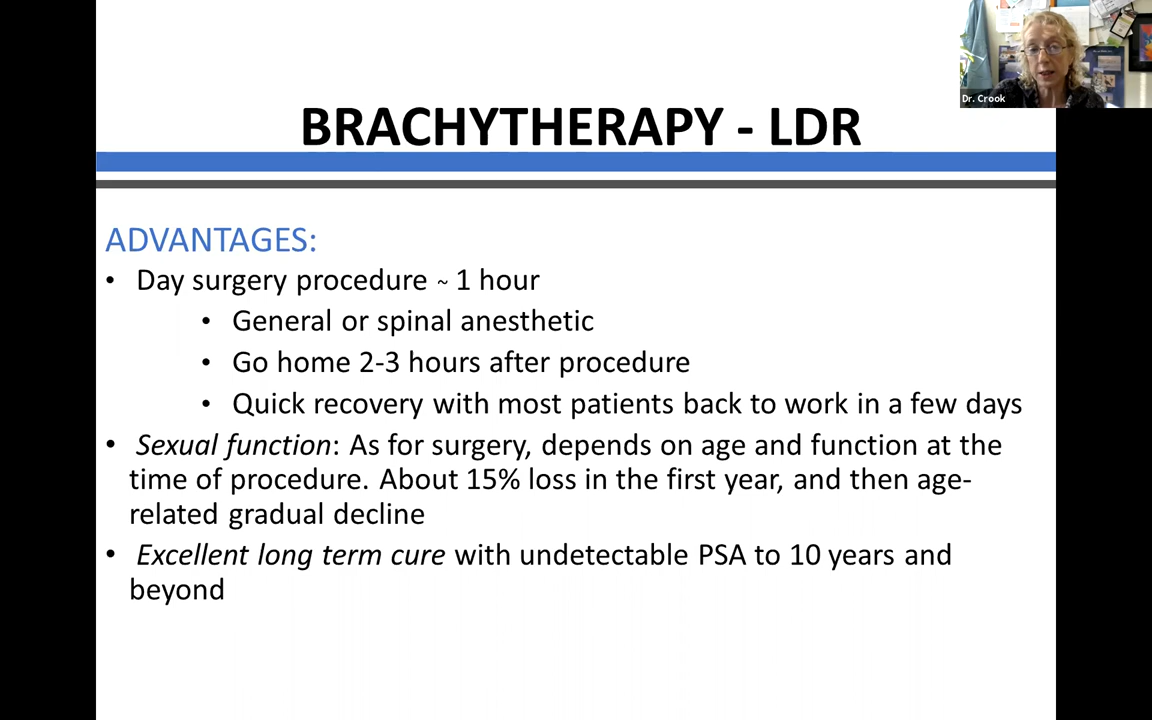 Dr. Crook
BRACHYTHERAPY - LDR
ADVANTAGES:
• Day surgery procedure ~ 1 hour
• General or spinal anesthetic
• Go home 2-3 hours after procedure
• Quick recovery with most patients back to work in a few days
• Sexual function: As for surgery, depends on age and function at the
time of procedure. About 15% loss in the first year, and then age-
related gradual decline
• Excellent long term cure with undetectable PSA to 10 years and
beyond